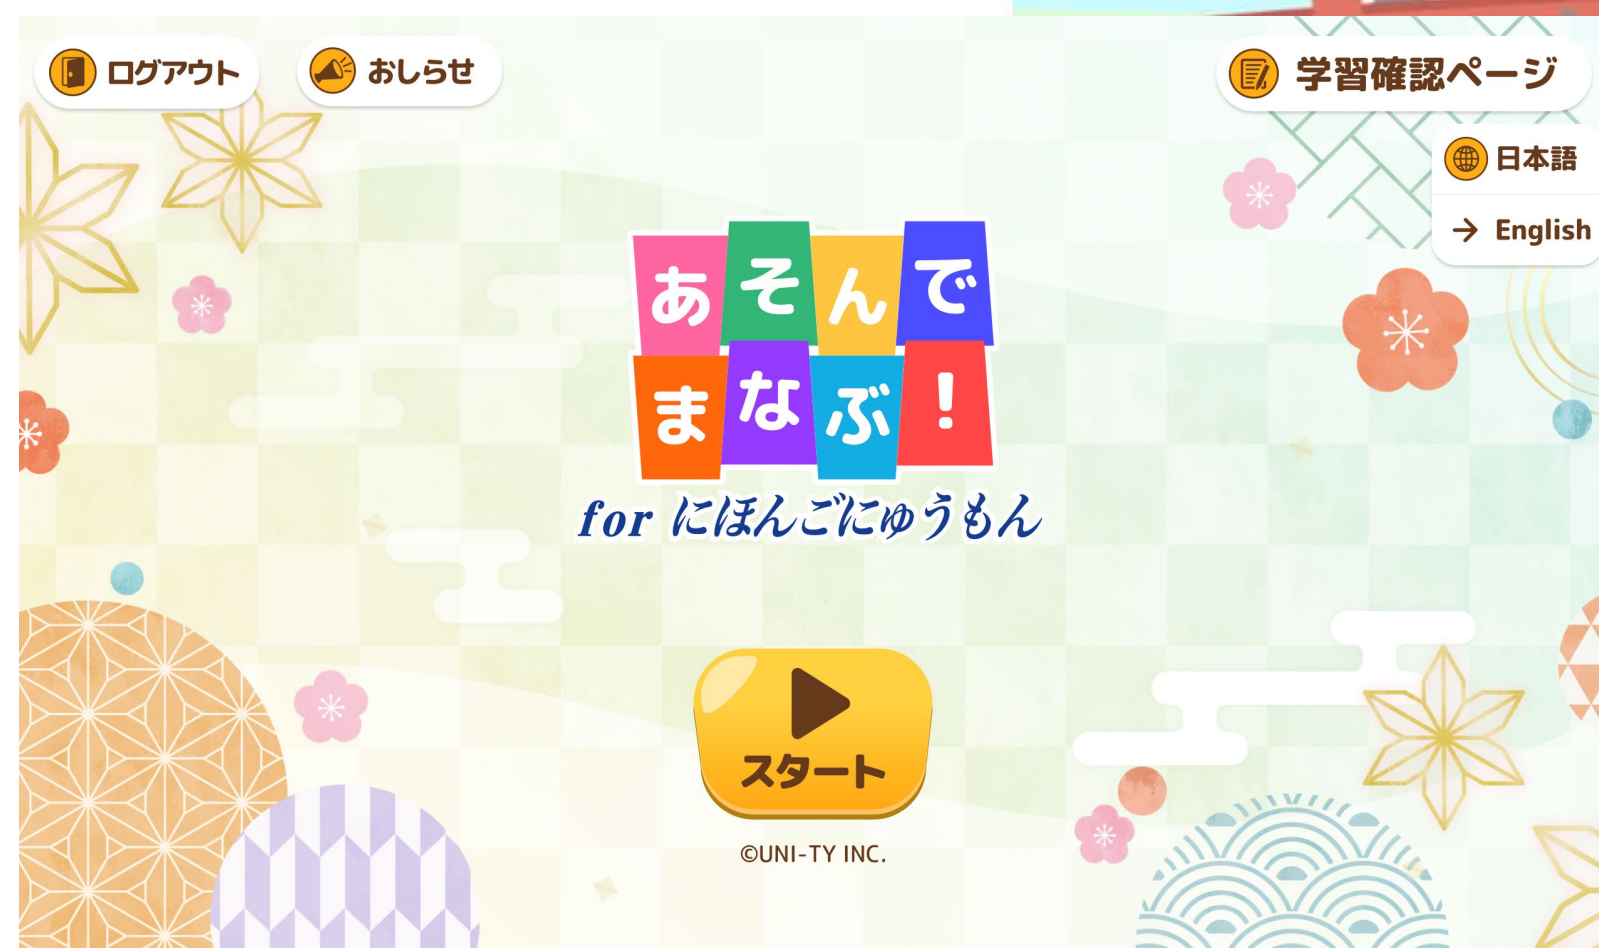 ログアウト
おしらせ
学習確認ページ
日本語
→ English
あそんで
まなぶ!
for にほんごにゅうもん
スタート
©UNI-TY INC.